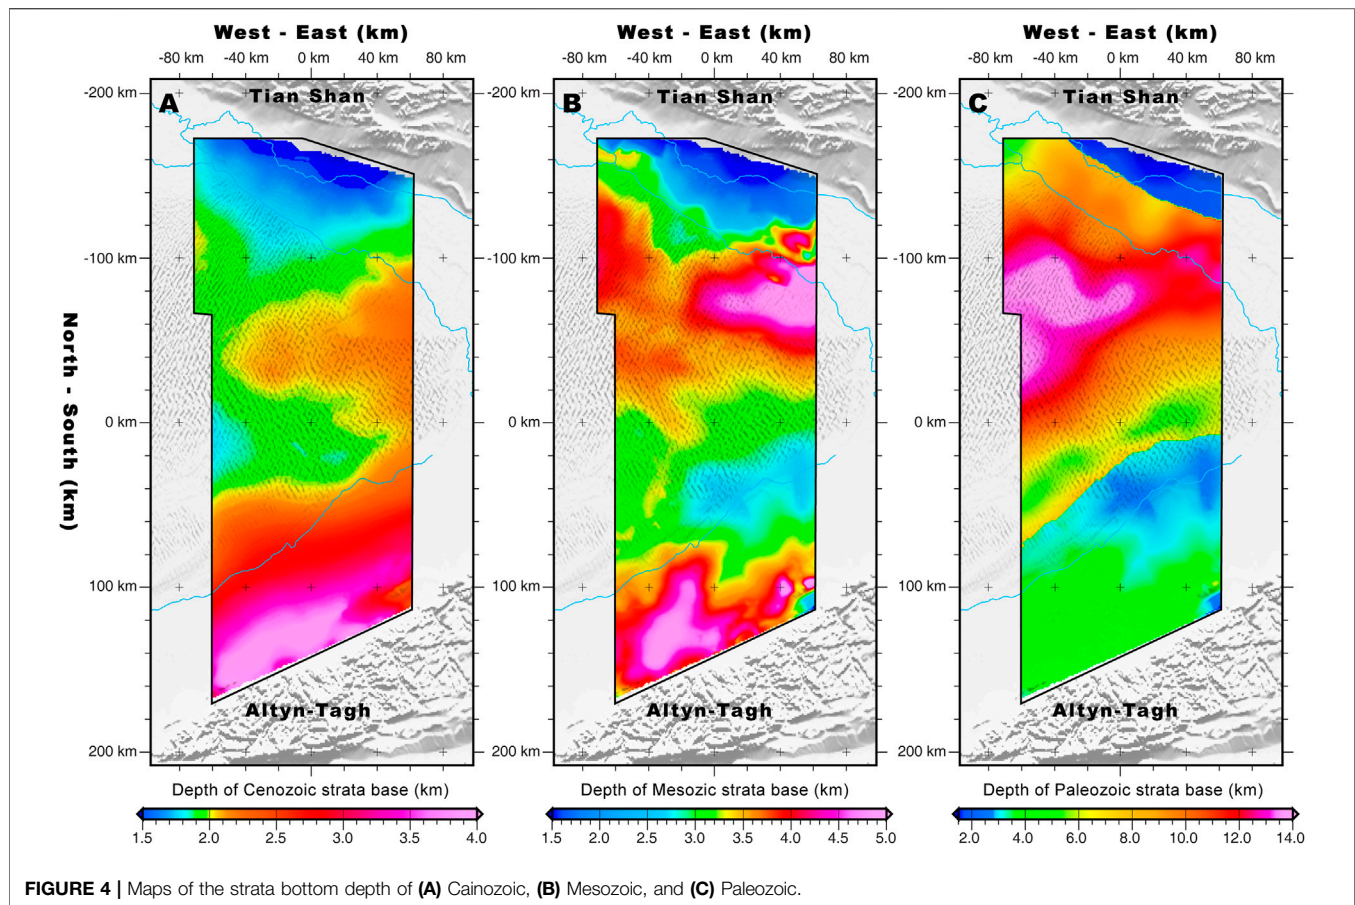 West - East (km)
-80 km -40 km 0 km 40 km 80 km
-200 km
-100 km
0 km
100 km
200 km
North - South (km)
A
Tian Shan
Altyn-Tagh
Depth of Cenozoic strata base (km)
1.5 2.0 2.5 3.0 3.5 4.0
West - East (km)
-80 km -40 km 0 km 40 km 80 km
-200 km
-100 km
0 km
100 km
200 km
B
Tian Shan
Altyn-Tagh
Depth of Mesozic strata base (km)
1.5 2.0 2.5 3.0 3.5 4.0 4.5 5.0
West - East (km)
-80 km -40 km 0 km 40 km 80 km
-200 km
-100 km
0 km
100 km
200 km
C
Tian Shan
Altyn-Tagh
Depth of Paleozoic strata base (km)
2.0 4.0 6.0 8.0 10.0 12.0 14.0
FIGURE 4 | Maps of the strata bottom depth of (A) Cainozoic, (B) Mesozoic, and (C) Paleozoic.